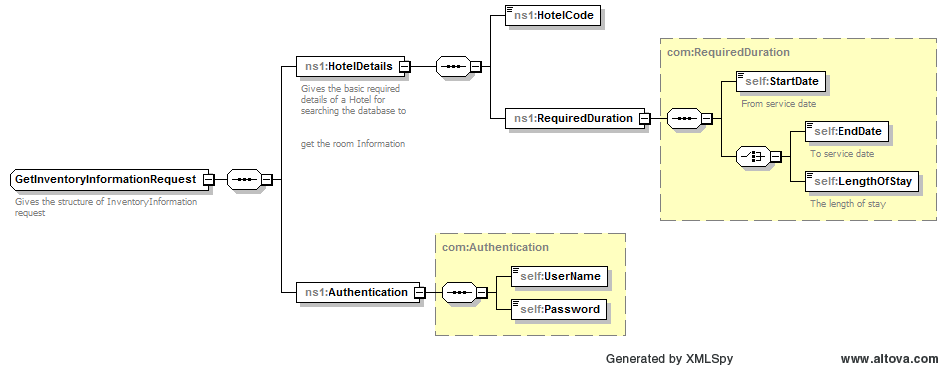 ns1:HotelCode
com:RequiredDuration
ns1:HotelDetails
Gives the basic required
details of a Hotel for
searching the database to
get the room Information
self:StartDate
From service date
ns1:RequiredDuration
self:EndDate
To service date
self:LengthOfStay
The length of stay
GetInventoryInformationRequest
Gives the structure of InventoryInformation
request
com:Authentication
self:UserName
ns1:Authentication
self:Password
Generated by XMLSpy
www.altova.com